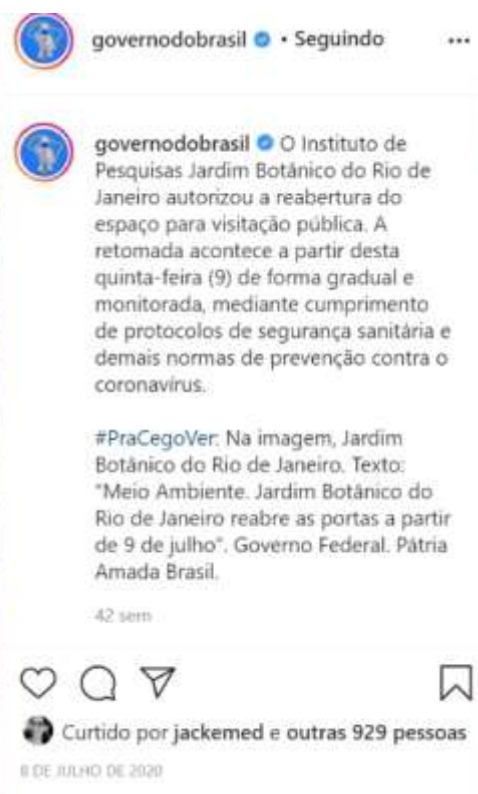 governodobrasil • Seguindo
governodobrasil O Instituto de
Pesquisas Jardim Botânico do Rio de
Janeiro autorizou a reabertura do
espaço para visitação pública. A
retomada acontece a partir desta
quinta-feira (9) de forma gradual e
monitorada, mediante cumprimento
de protocolos de segurança sanitária e
demais normas de prevenção contra o
coronavírus.
#PraCegoVer: Na imagem, Jardim
Botânico do Rio de Janeiro. Texto:
"Meio Ambiente. Jardim Botânico do
Rio de Janeiro reabre as portas a partir
de 9 de julho". Governo Federal. Pátria
Amada Brasil.
42 sem
Curtido por jackemed e outras 929 pessoas
8 DE JULHO DE 2020